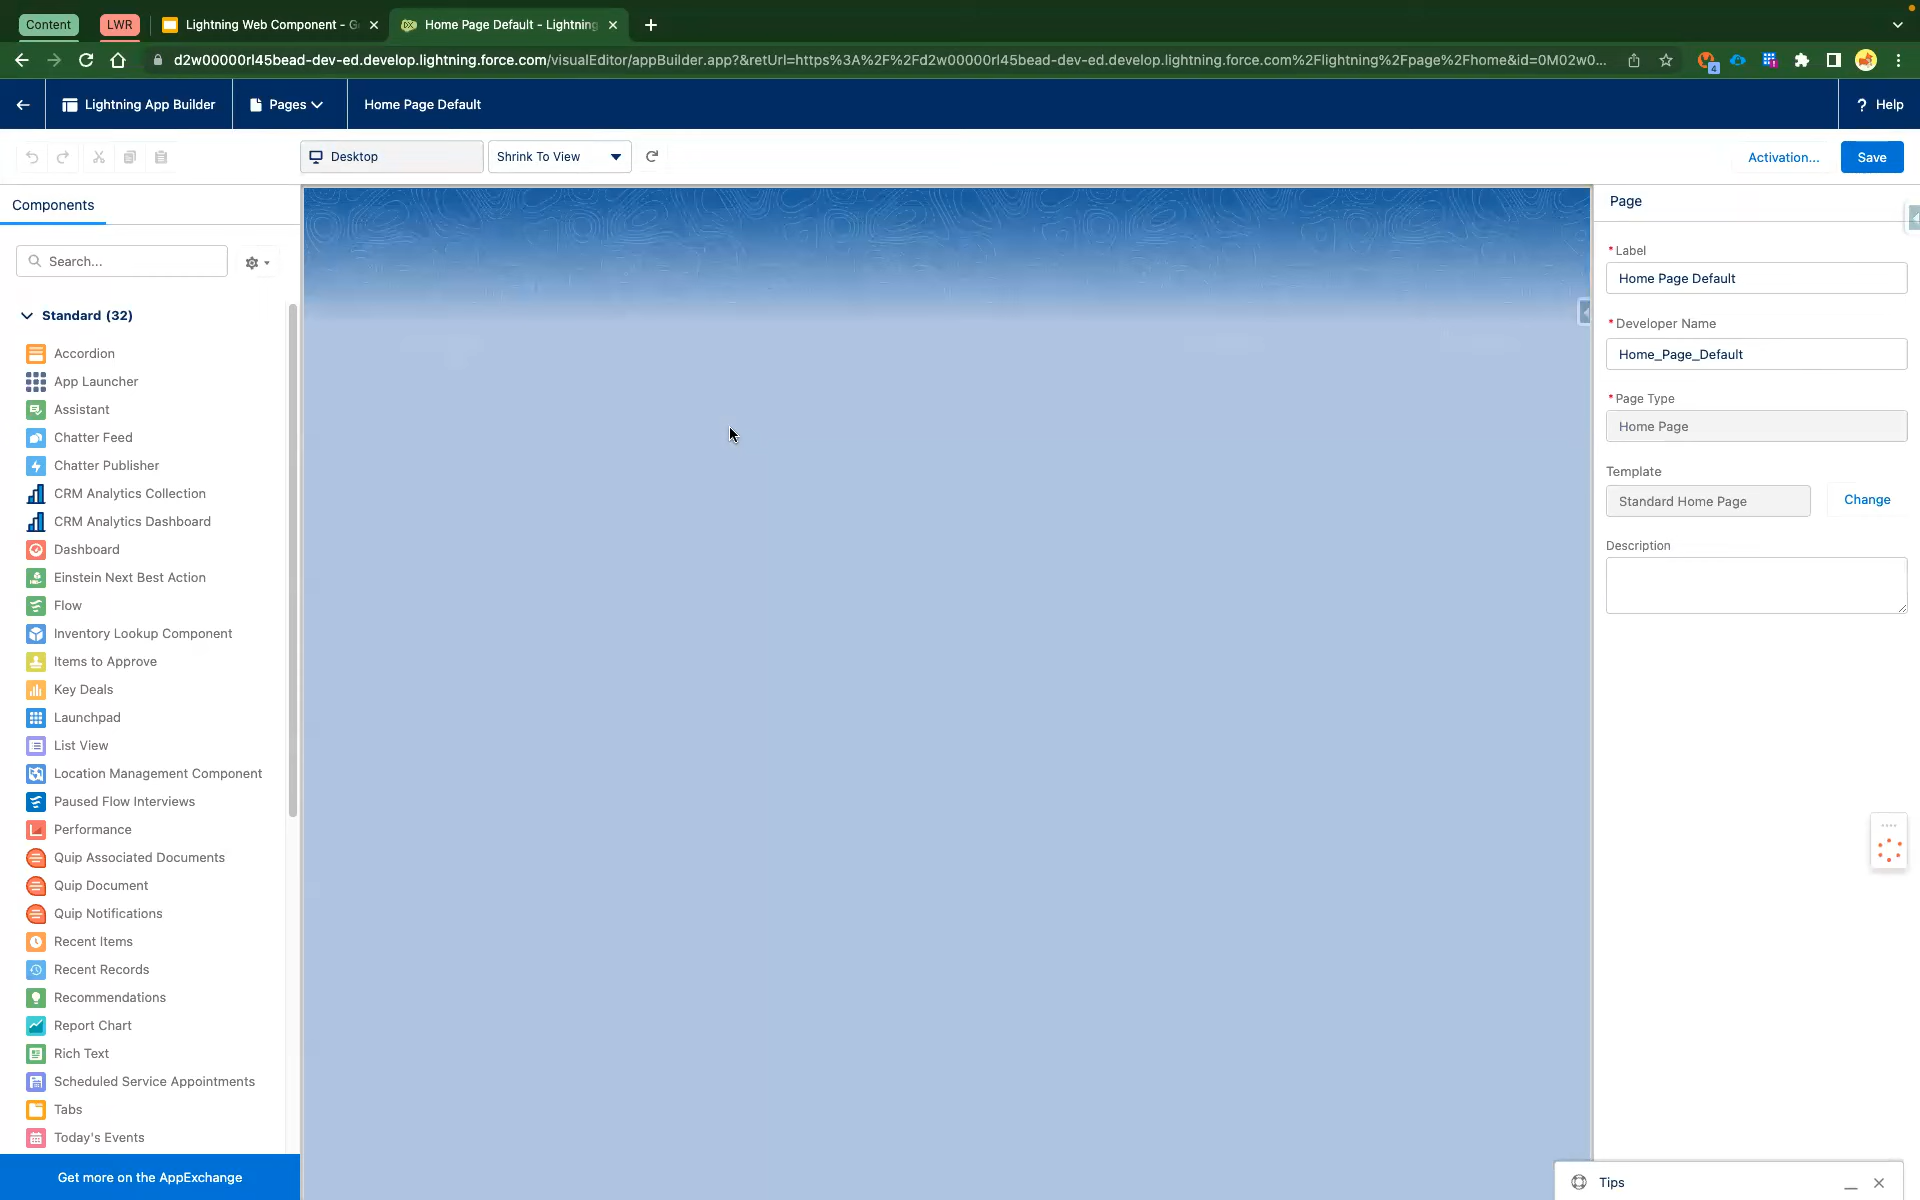 Content
LWR
Lightning Web Component - G
Home Page Default - Lightning
d2w00000rl45bead-dev-ed.develop.lightning.force.com/visualEditor/appBuilder.app?&retUrl=https%3A%2F%2Fd2w00000rl45bead-dev-ed.develop.lightning.force.com%2Flightning%2Fpage%2Fhome&id=0M02w0...
4
Lightning App Builder
Pages
Home Page Default
? Help
Desktop
Shrink To View
Activation...
Save
Components
Search...
Standard (32)
Accordion
App Launcher
Assistant
Chatter Feed
Chatter Publisher
CRM Analytics Collection
CRM Analytics Dashboard
Dashboard
Einstein Next Best Action
Flow
Inventory Lookup Component
Items to Approve
Key Deals
Launchpad
List View
Location Management Component
Paused Flow Interviews
Performance
Quip Associated Documents
Quip Document
Quip Notifications
Recent Items
Recent Records
Recommendations
Report Chart
Rich Text
Scheduled Service Appointments
Tabs
Today's Events
Get more on the AppExchange
Page
* Label
Home Page Default
* Developer Name
Home_Page_Default
* Page Type
Home Page
Template
Standard Home Page
Change
Description
Tips